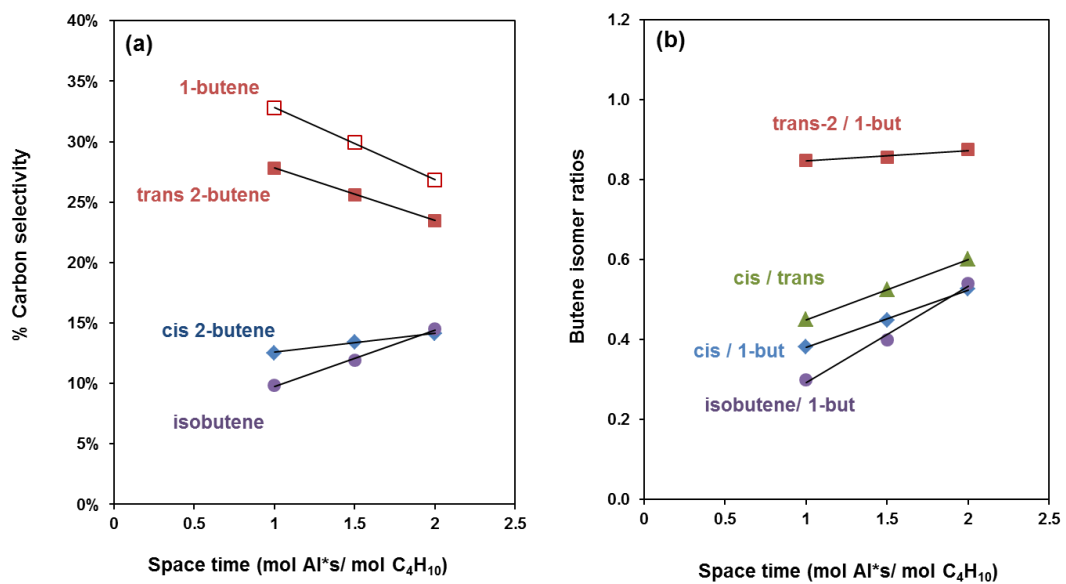 (a)
40%
35%
30%
25%
20%
15%
10%
5%
0%
% Carbon selectivity
1-butene
trans 2-butene
cis 2-butene
isobutene
0 0.5 1 1.5 2 2.5
Space time (mol Al*s/ mol C₄H₁₀)
(b)
1.2
1.0
0.8
0.6
0.4
0.2
0.0
Butene isomer ratios
trans-2 / 1-but
cis / trans
cis / 1-but
isobutene/ 1-but
0 0.5 1 1.5 2 2.5
Space time (mol Al*s/ mol C₄H₁₀)